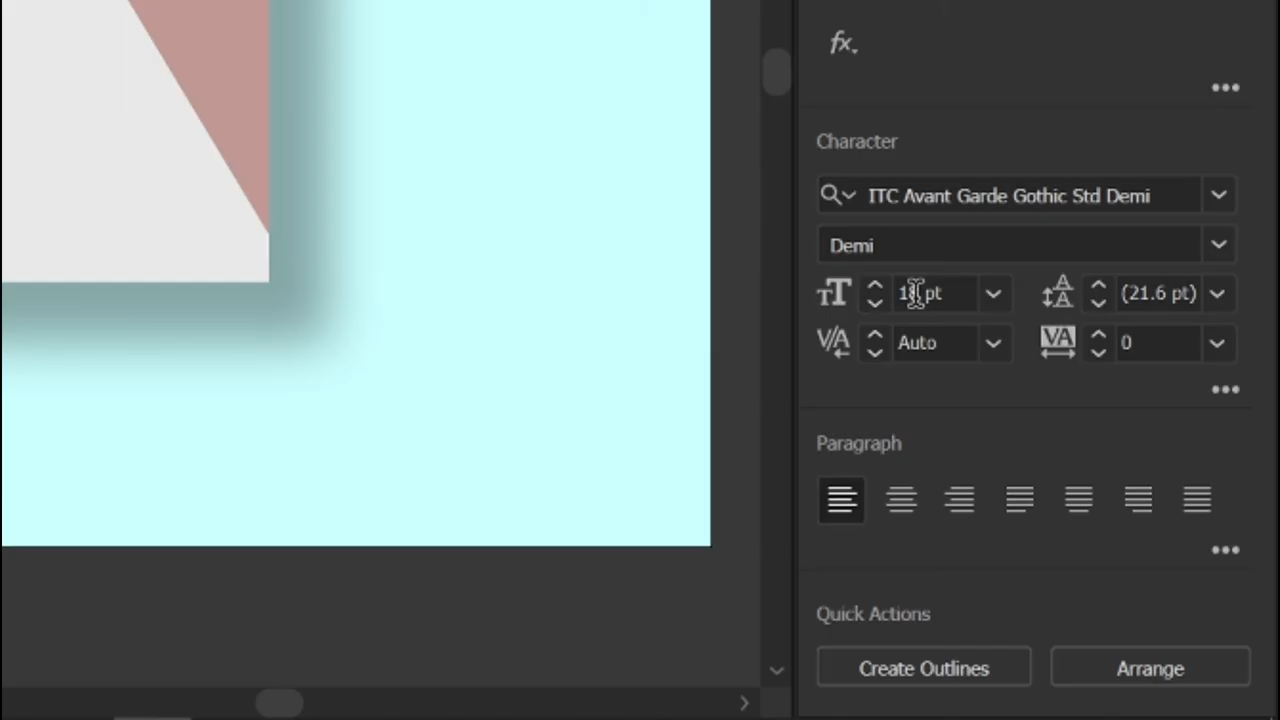 fx
Character
ITC Avant Garde Gothic Std Demi
Demi
pt (21.6 pt)
Auto 0
Paragraph
Quick Actions
Create Outlines Arrange